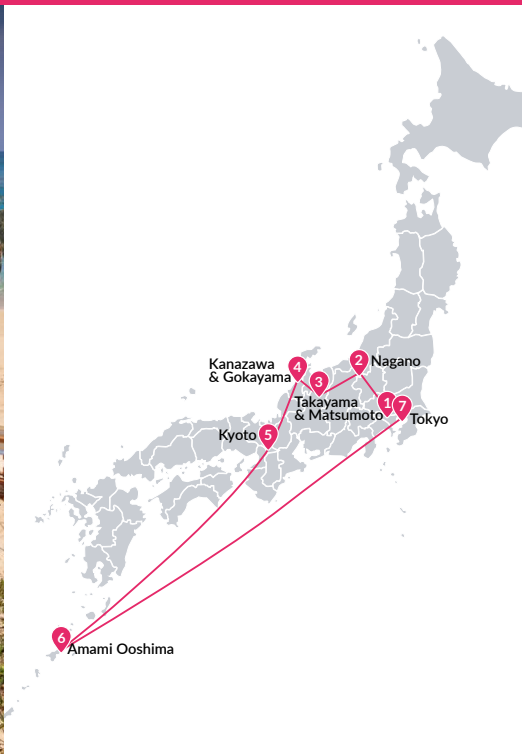 2
Nagano
4
Kanazawa
& Gokayama
3
Takayama
& Matsumoto
1
7
Tokyo
Kyoto
5
6
Amami Ooshima